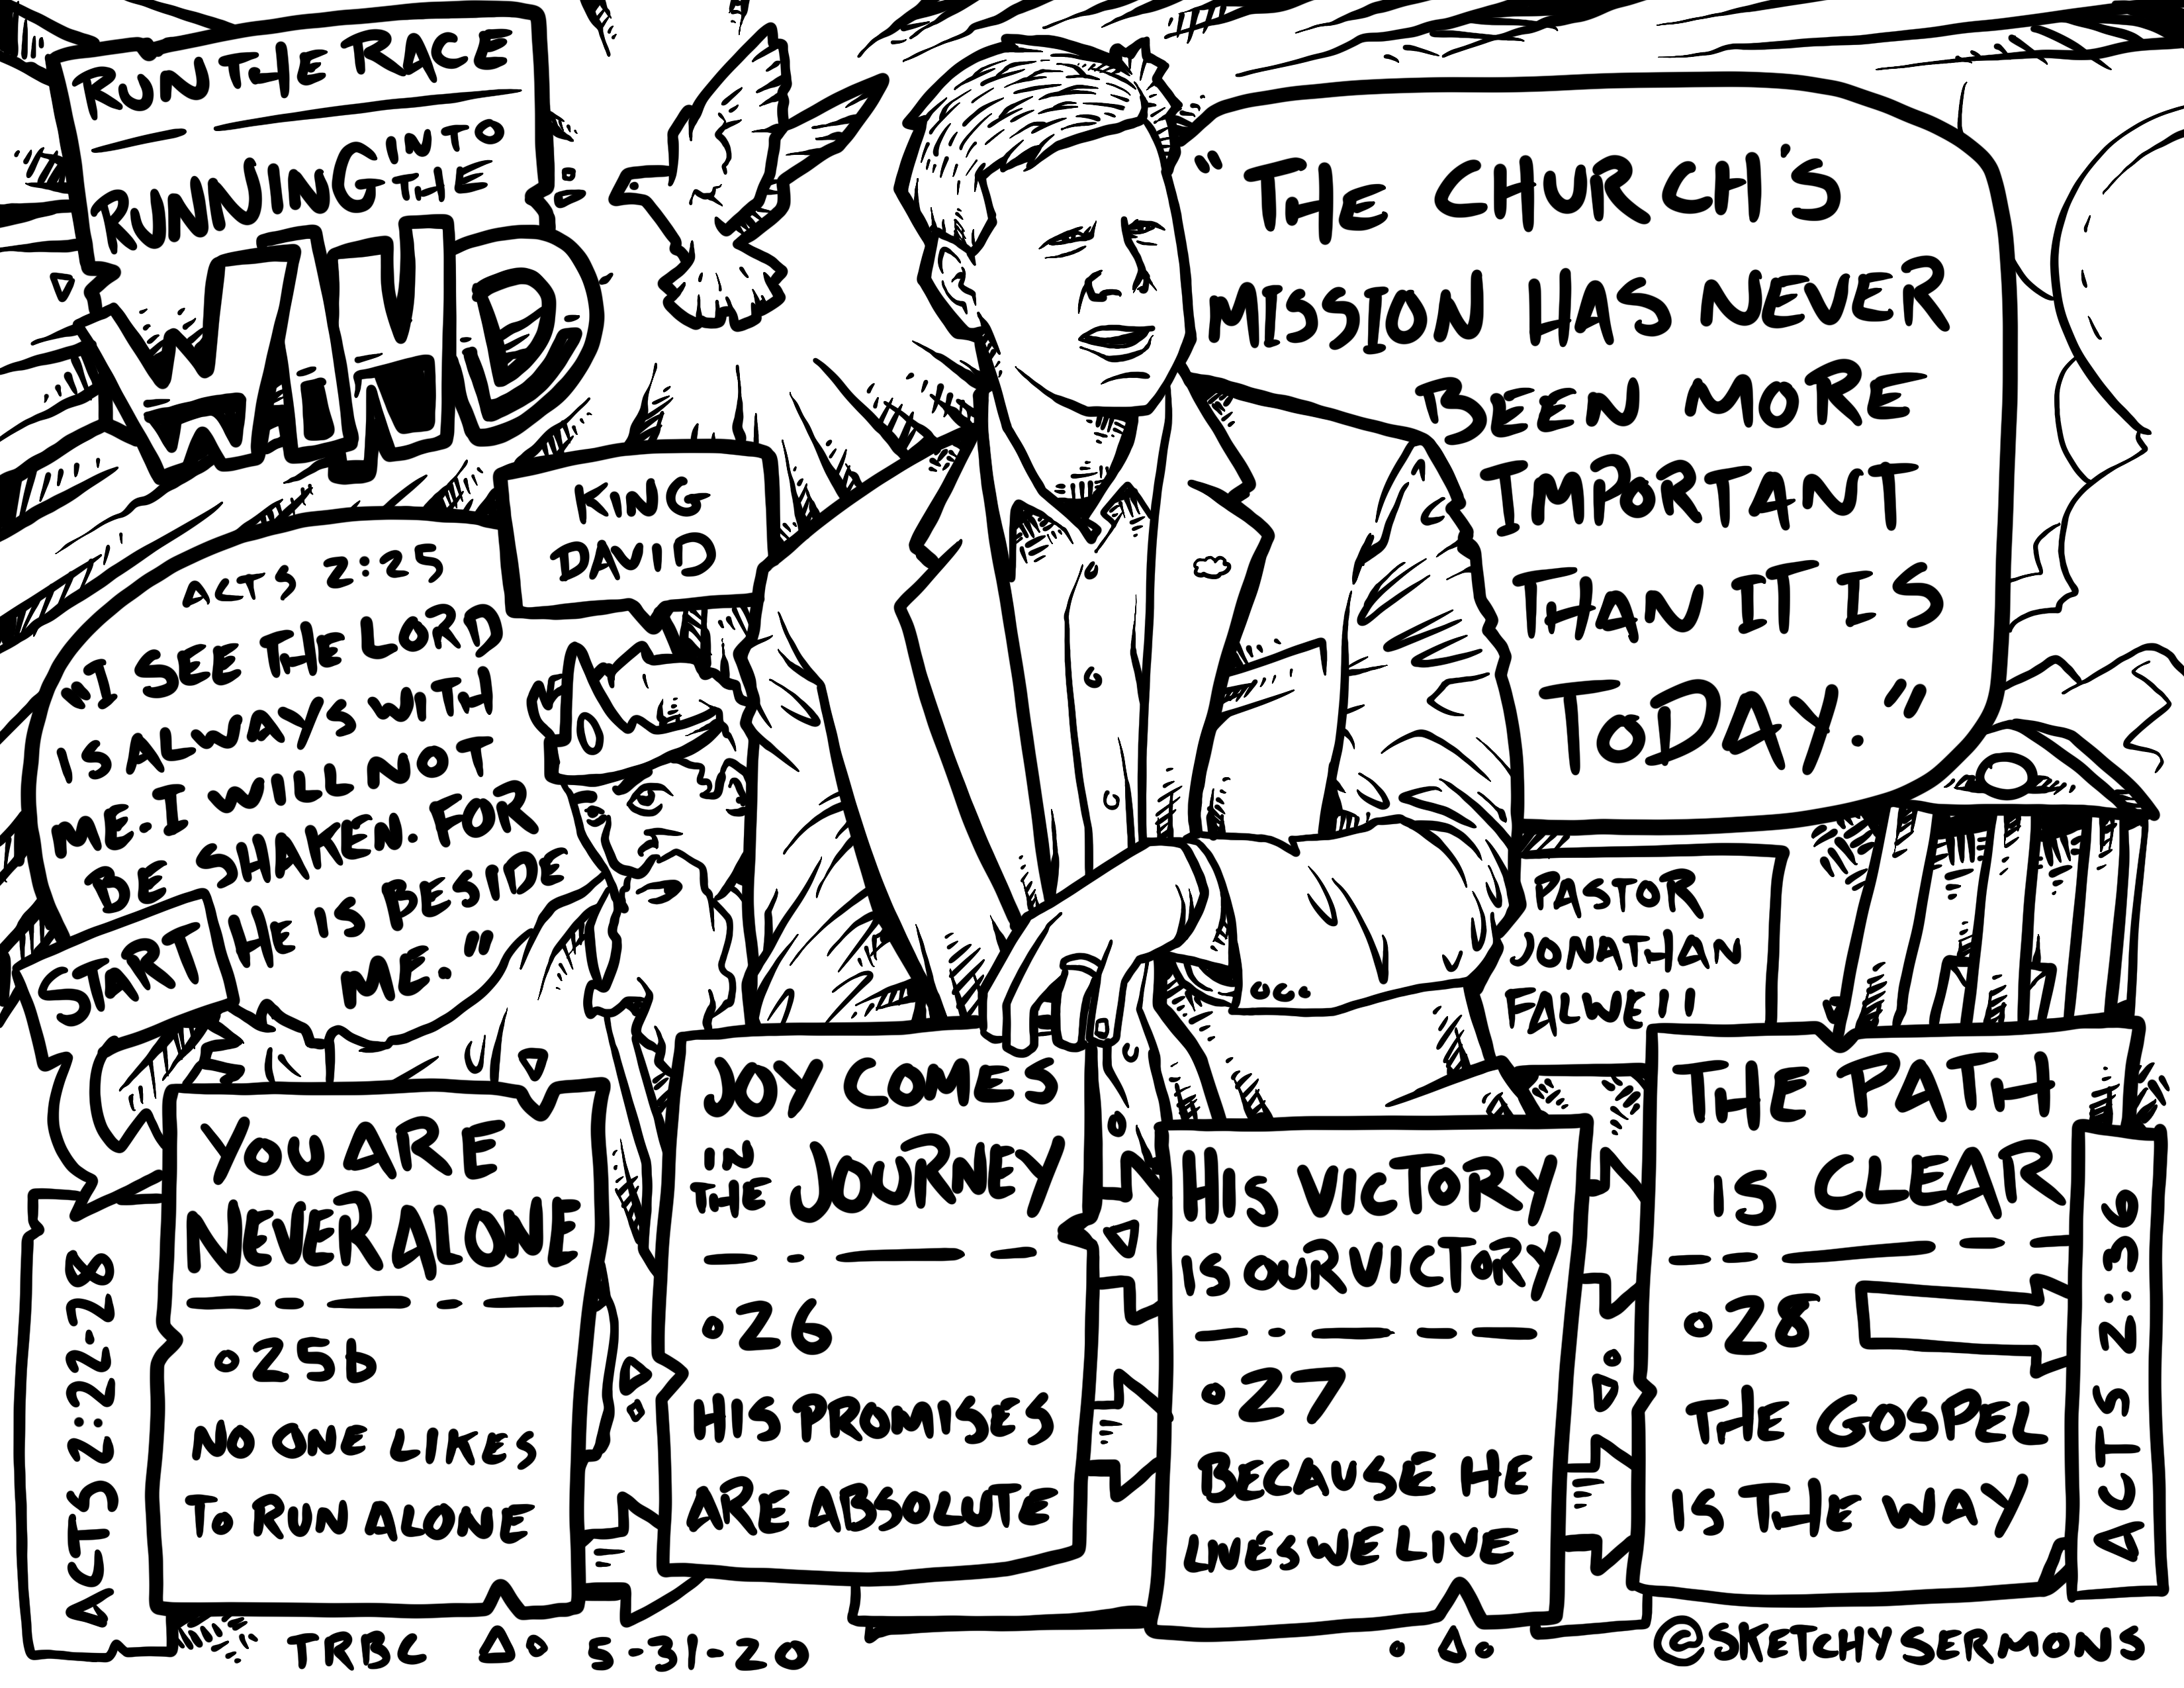 RUN THE RACE
RUNNING INTO
THE
WIND
"THE CHURCH'S
MISSION HAS NEVER
BEEN MORE
IMPORTANT
THAN IT IS
TODAY."
PASTOR
JONATHAN
FALWELL
KING
DAVID
ACTS 2:25
"I SEE THE LORD
IS ALWAYS WITH
ME. I WILL NOT
BE SHAKEN. FOR
HE IS BESIDE
ME."
START
ACTS 2:22-28
YOU ARE
NEVER ALONE
25b
NO ONE LIKES
TO RUN ALONE
JOY COMES
IN
THE JOURNEY
26
HIS PROMISES
ARE ABSOLUTE
HIS VICTORY
IS OUR VICTORY
27
BECAUSE HE
LIVES WE LIVE
THE PATH
IS CLEAR
28
THE GOSPEL
IS THE WAY
ACTS 2:36
TRBC 5-31-20
@SKETCHYSERMONS